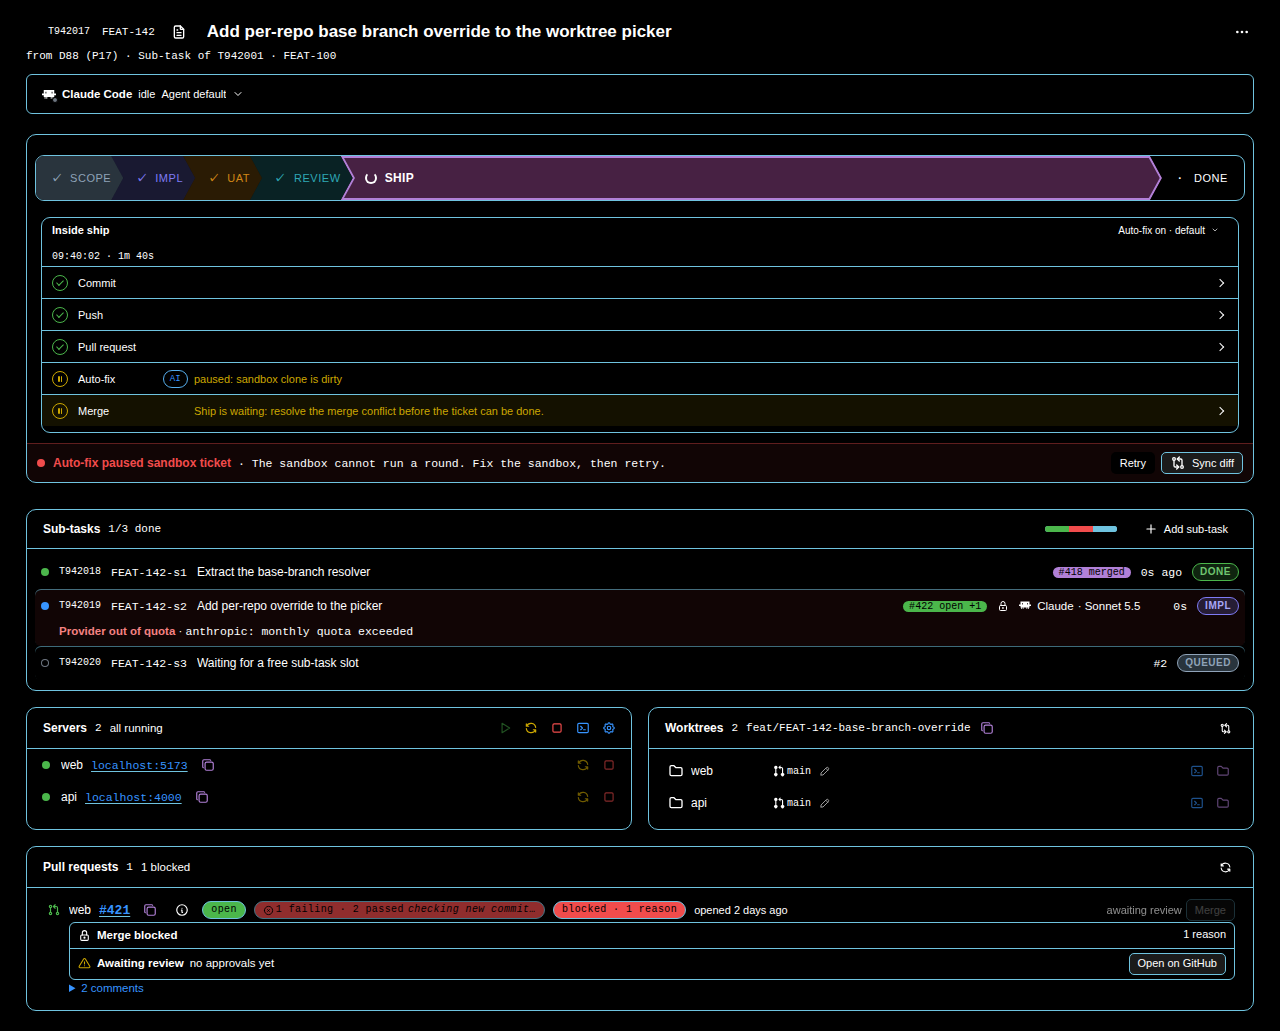 T942017 FEAT-142 Add per-repo base branch override to the worktree picker
from D88 (P17) · Sub-task of T942001 · FEAT-100
Claude Code idle Agent default
SCOPE IMPL UAT REVIEW SHIP · DONE
Inside ship Auto-fix on · default
09:40:02 · 1m 40s
Commit
Push
Pull request
Auto-fix AI paused: sandbox clone is dirty
Merge Ship is waiting: resolve the merge conflict before the ticket can be done.
Auto-fix paused sandbox ticket · The sandbox cannot run a round. Fix the sandbox, then retry. Retry Sync diff
Sub-tasks 1/3 done Add sub-task
T942018 FEAT-142-s1 Extract the base-branch resolver #418 merged 0s ago DONE
T942019 FEAT-142-s2 Add per-repo override to the picker #422 open +1 Claude · Sonnet 5.5 0s IMPL
Provider out of quota · anthropic: monthly quota exceeded
T942020 FEAT-142-s3 Waiting for a free sub-task slot #2 QUEUED
Servers 2 all running
web localhost:5173
api localhost:4000
Worktrees 2 feat/FEAT-142-base-branch-override
web main
api main
Pull requests 1 1 blocked
web #421 open 1 failing · 2 passed checking new commit… blocked · 1 reason opened 2 days ago awaiting review Merge
Merge blocked 1 reason
Awaiting review no approvals yet Open on GitHub
2 comments